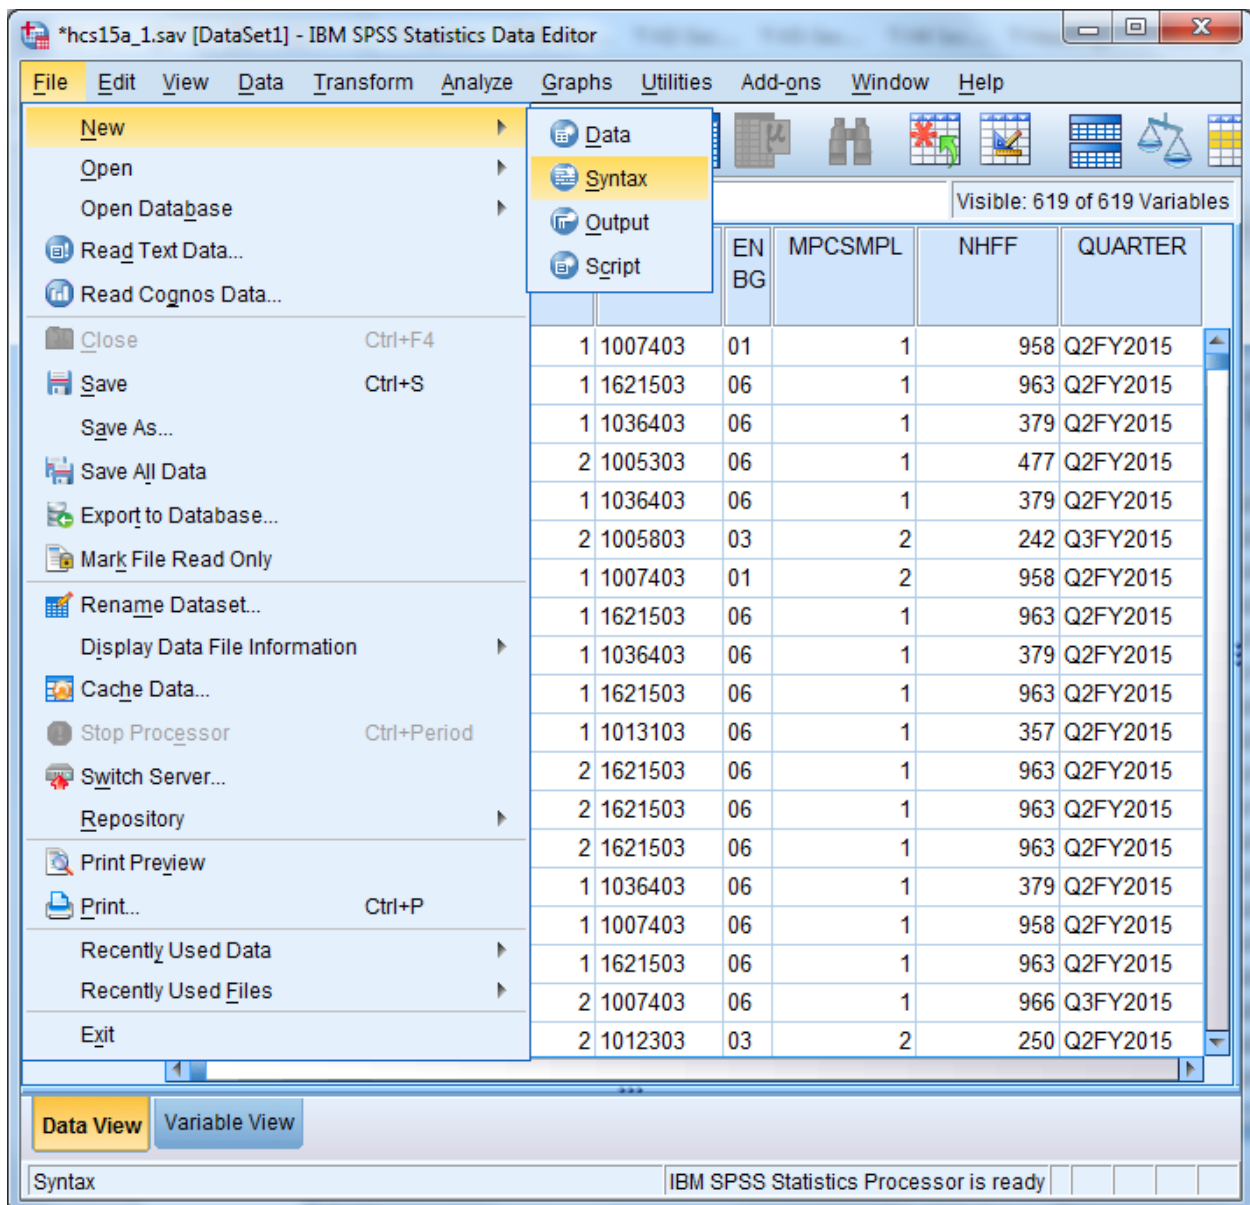 *hcs15a_1.sav [DataSet1] - IBM SPSS Statistics Data Editor
File Edit View Data Transform Analyze Graphs Utilities Add-ons Window Help
New
Open
Open Database
Read Text Data...
Read Cognos Data...
Close Ctrl+F4
Save Ctrl+S
Save As...
Save All Data
Export to Database...
Mark File Read Only
Rename Dataset...
Display Data File Information
Cache Data...
Stop Processor Ctrl+Period
Switch Server...
Repository
Print Preview
Print... Ctrl+P
Recently Used Data
Recently Used Files
Exit
Data
Syntax
Output
Script
Visible: 619 of 619 Variables
EN BG MPCSMPL NHFF QUARTER
1 1007403 01 1 958 Q2FY2015
1 1621503 06 1 963 Q2FY2015
1 1036403 06 1 379 Q2FY2015
2 1005303 06 1 477 Q2FY2015
1 1036403 06 1 379 Q2FY2015
2 1005803 03 2 242 Q3FY2015
1 1007403 01 2 958 Q2FY2015
1 1621503 06 1 963 Q2FY2015
1 1036403 06 1 379 Q2FY2015
1 1621503 06 1 963 Q2FY2015
1 1013103 06 1 357 Q2FY2015
2 1621503 06 1 963 Q2FY2015
2 1621503 06 1 963 Q2FY2015
2 1621503 06 1 963 Q2FY2015
1 1036403 06 1 379 Q2FY2015
1 1007403 06 1 958 Q2FY2015
1 1621503 06 1 963 Q2FY2015
2 1007403 06 1 966 Q3FY2015
2 1012303 03 2 250 Q2FY2015
Data View Variable View
Syntax IBM SPSS Statistics Processor is ready